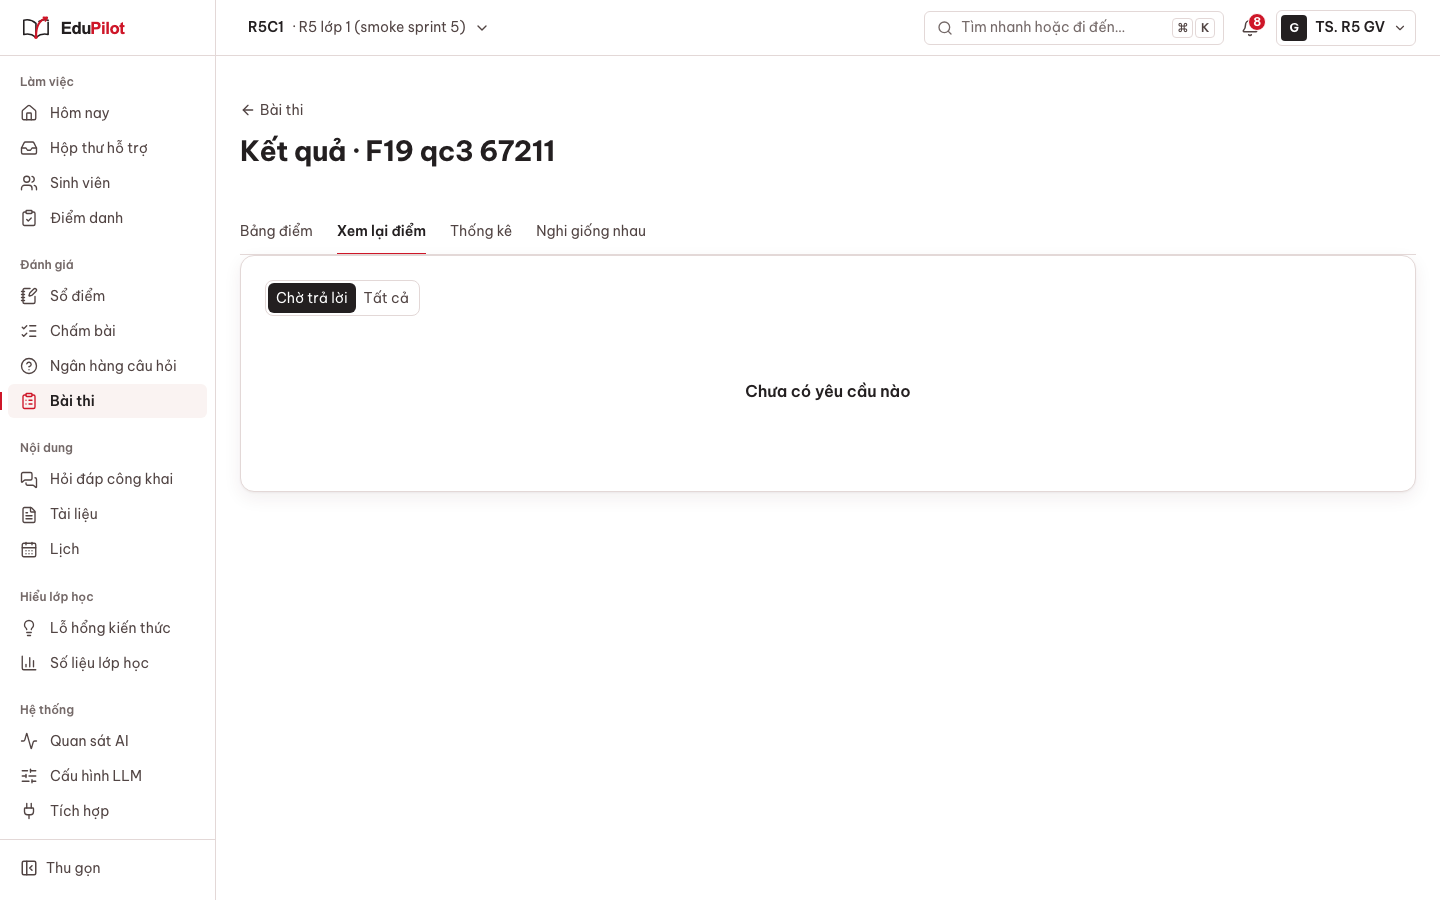 EduPilot
R5C1 · R5 lớp 1 (smoke sprint 5)
Tìm nhanh hoặc đi đến...
⌘ K
8
G
TS. R5 GV
Làm việc
Hôm nay
Hộp thư hỗ trợ
Sinh viên
Điểm danh
Đánh giá
Sổ điểm
Chấm bài
Ngân hàng câu hỏi
Bài thi
Nội dung
Hỏi đáp công khai
Tài liệu
Lịch
Hiểu lớp học
Lỗ hổng kiến thức
Số liệu lớp học
Hệ thống
Quan sát AI
Cấu hình LLM
Tích hợp
Thu gọn
← Bài thi
Kết quả · F19 qc3 67211
Bảng điểm
Xem lại điểm
Thống kê
Nghi giống nhau
Chờ trả lời
Tất cả
Chưa có yêu cầu nào